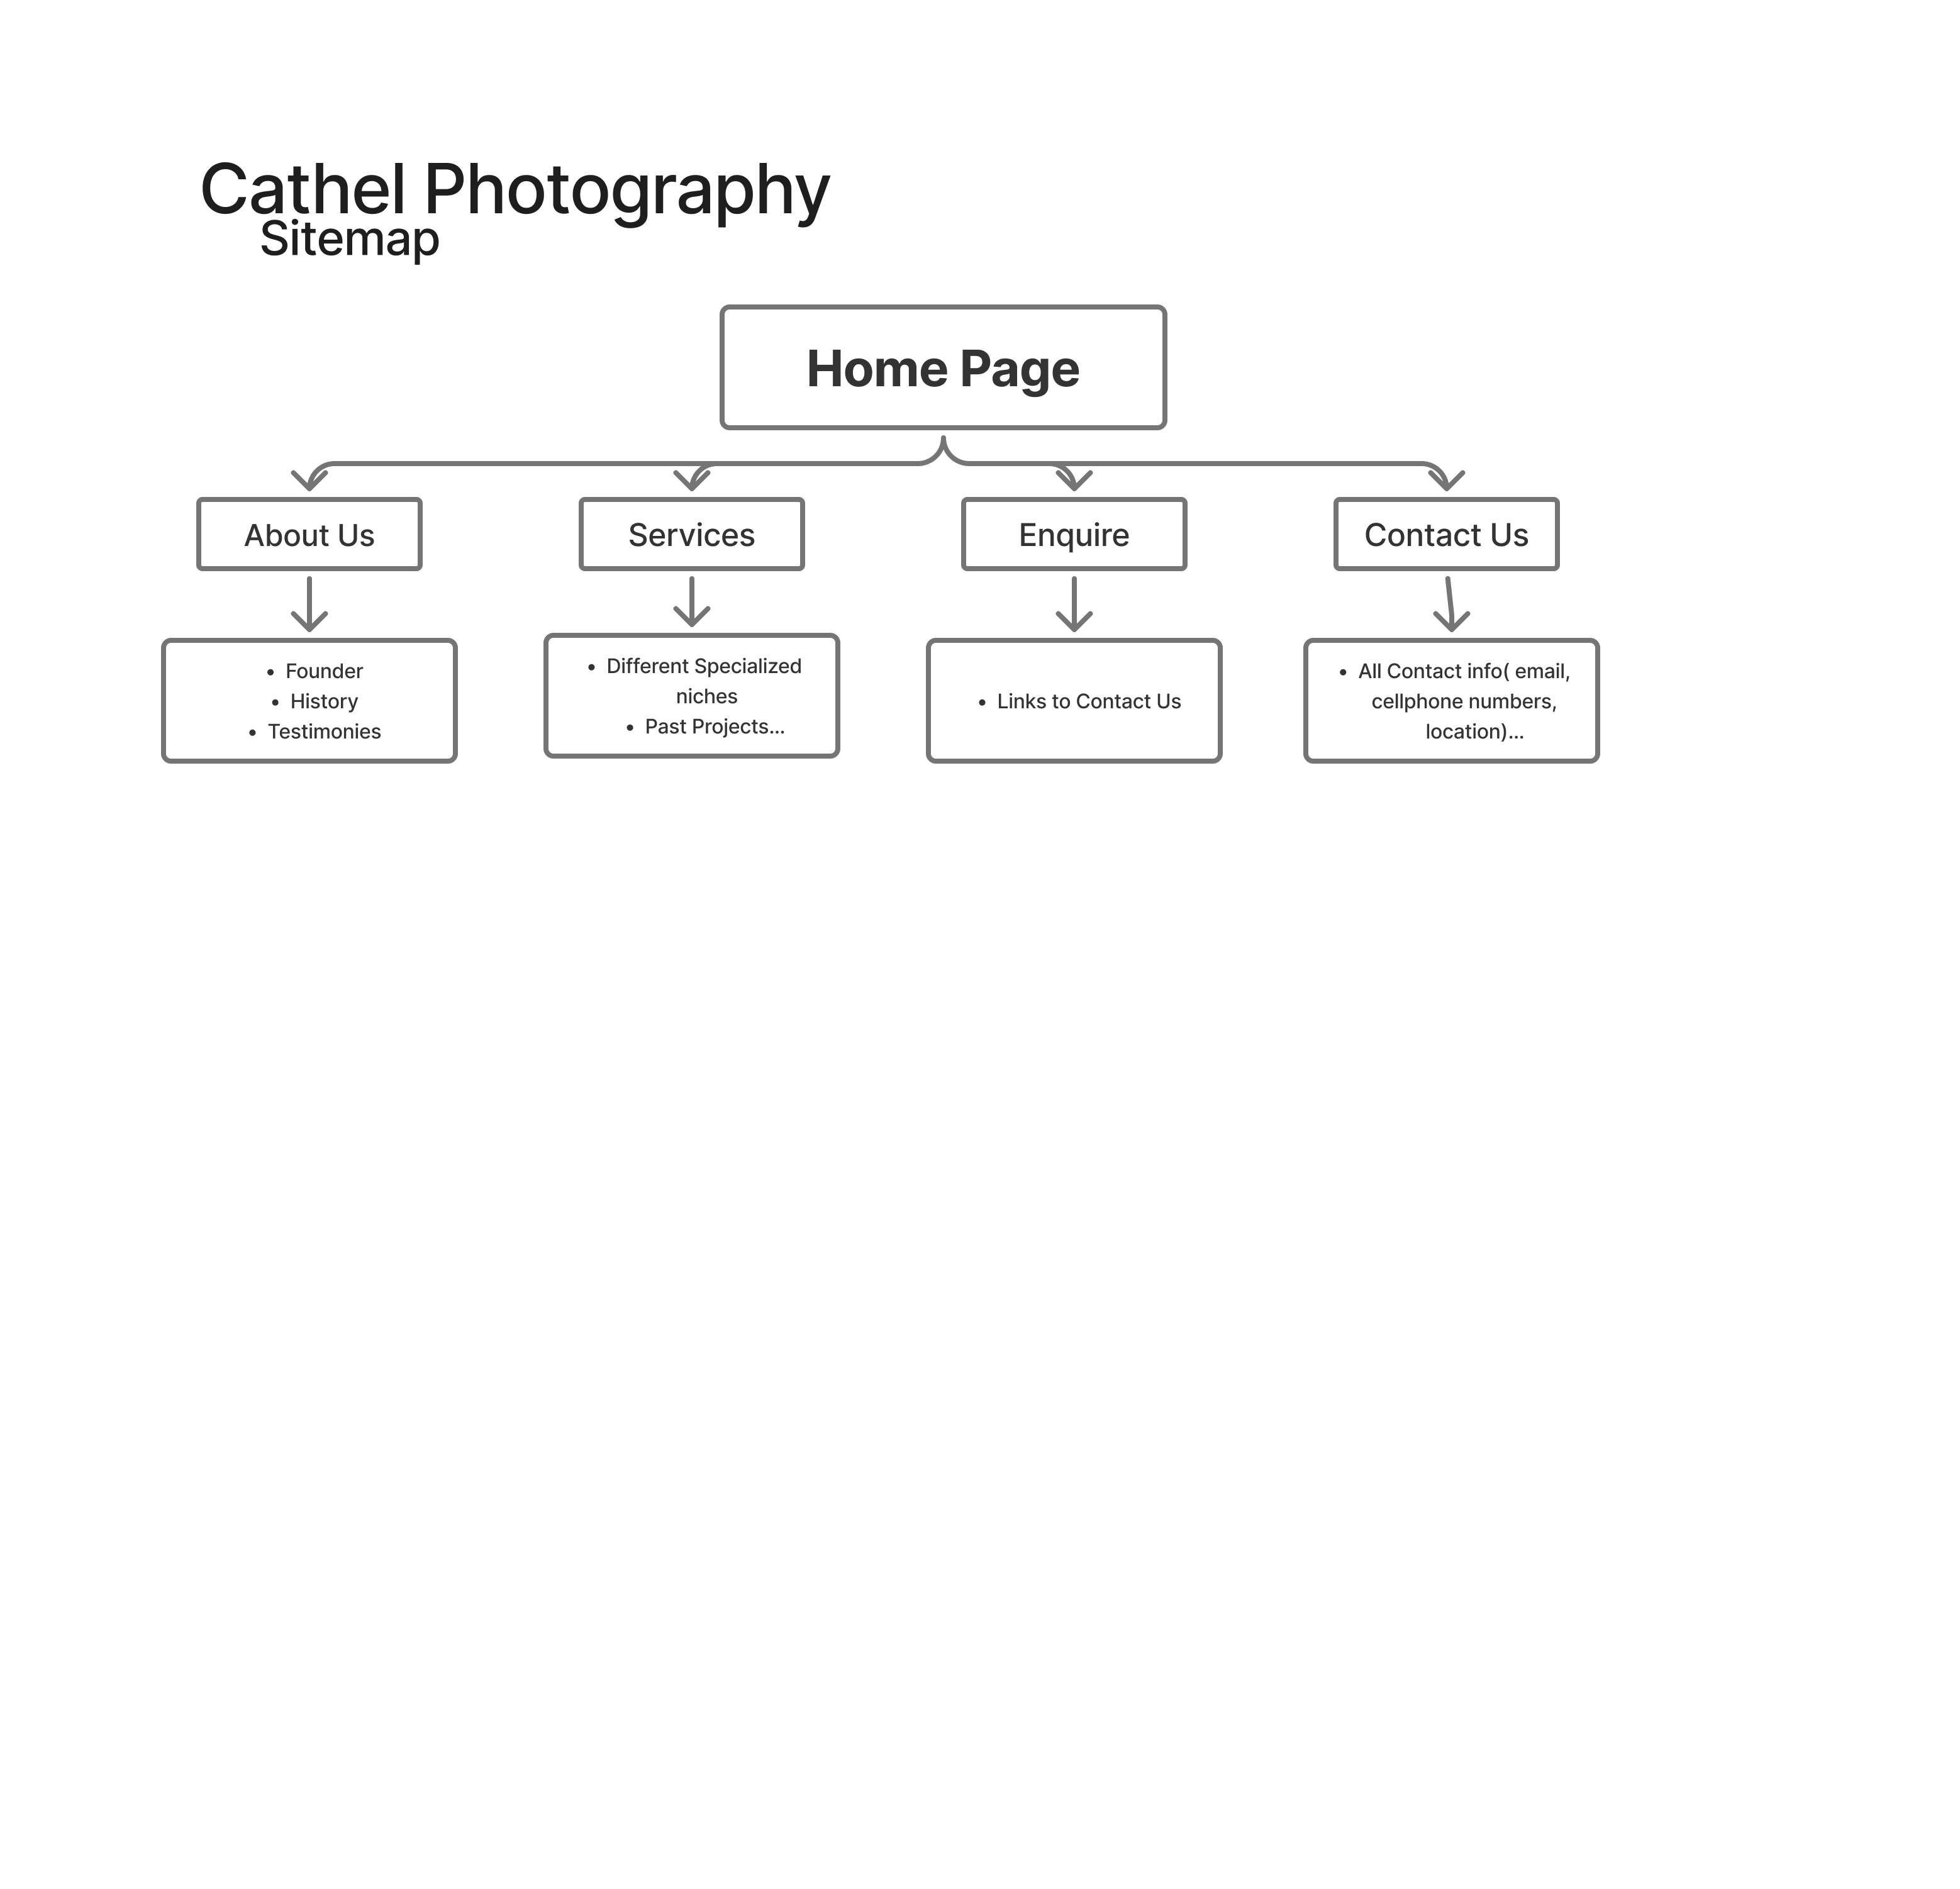 Cathel Photography
Sitemap
Home Page
About Us
Services
Enquire
Contact Us
• Founder
• History
• Testimonies
• Different Specialized
niches
• Past Projects...
• Links to Contact Us
• All Contact info( email,
cellphone numbers,
location)...